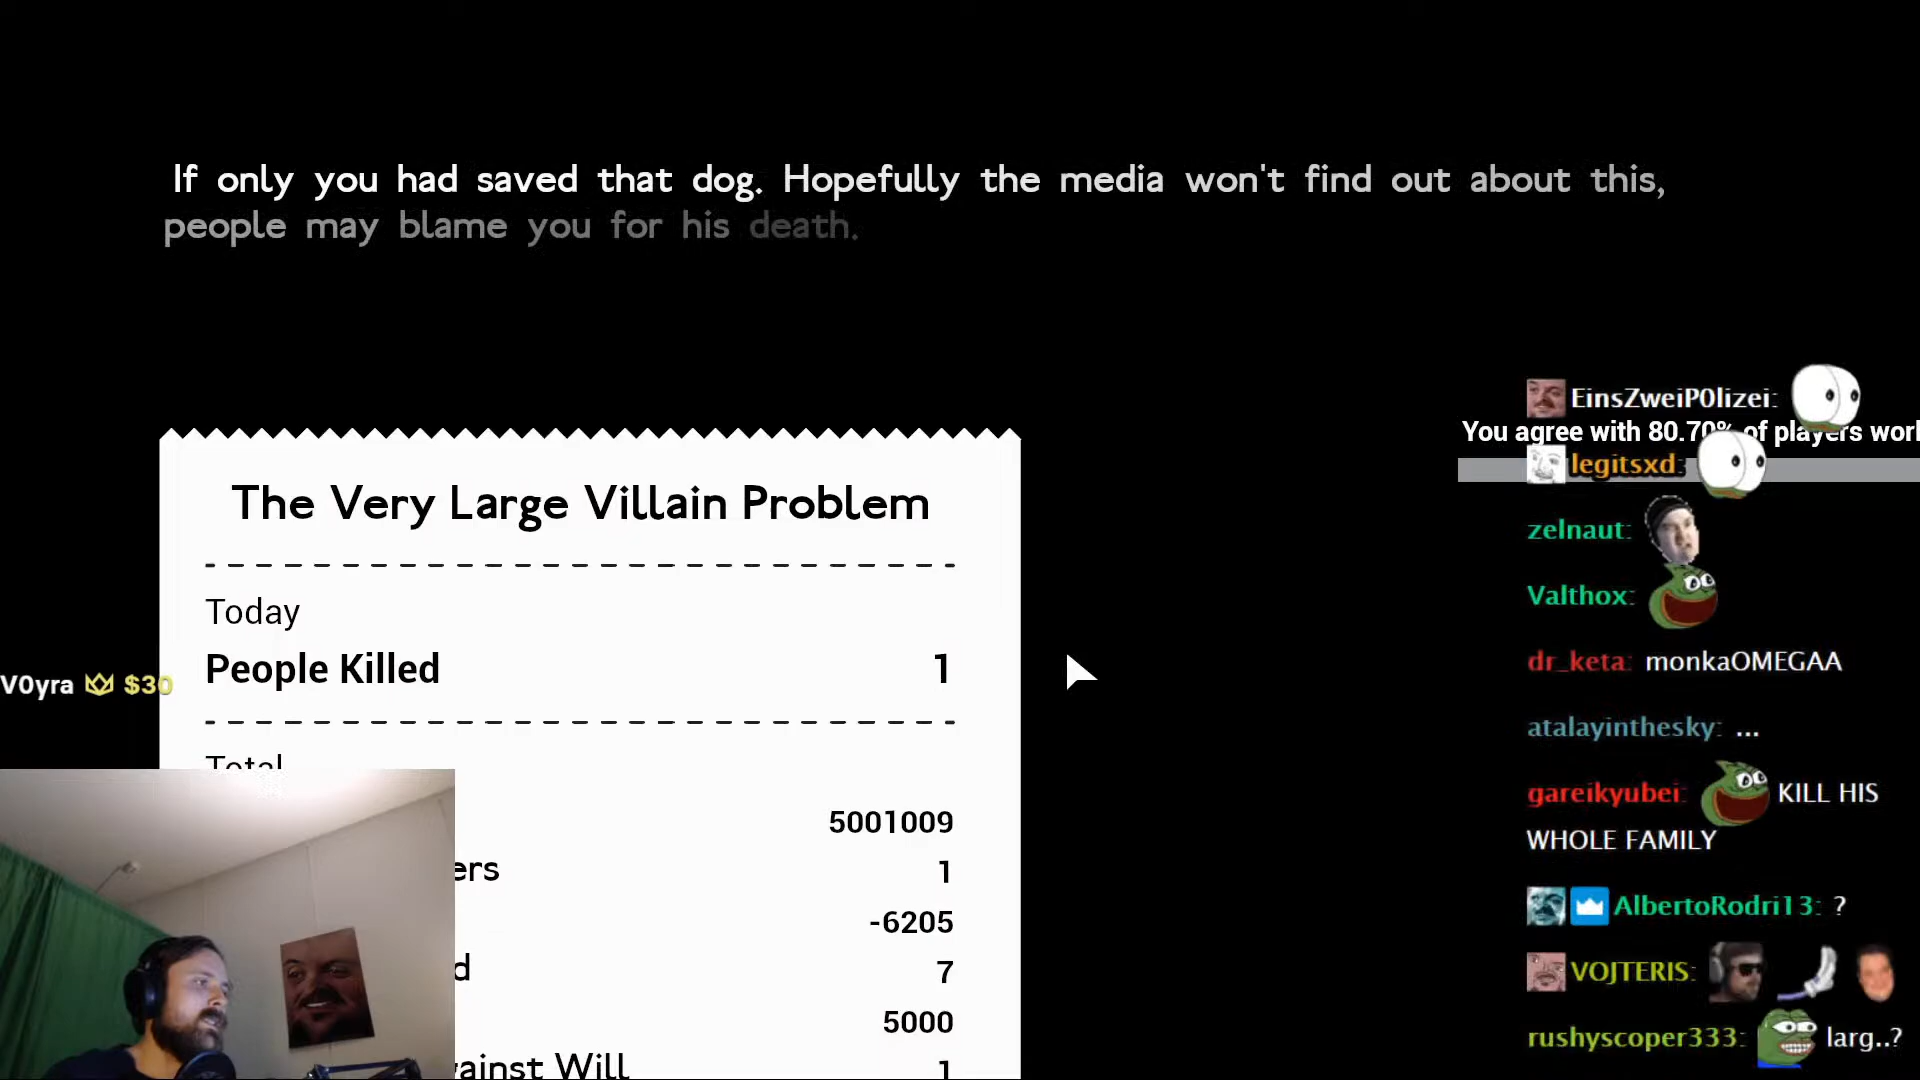 If only you had saved that dog. Hopefully the media won't find out about this,
people may blame you for his death.
The Very Large Villain Problem
Today
People Killed 1
Total
5001009
ers 1
-6205
d 7
5000
ainst Will 1
V0yra $30
EinsZweiP0lizei:
You agree with 80.70% of players worl
legitsxd:
zelnaut:
Valthox:
dr_keta: monkaOMEGAA
atalayinthesky: ...
gareikyubei: KILL HIS
WHOLE FAMILY
AlbertoRodri13: ?
VOJTERIS:
rushyscoper333: larg..?